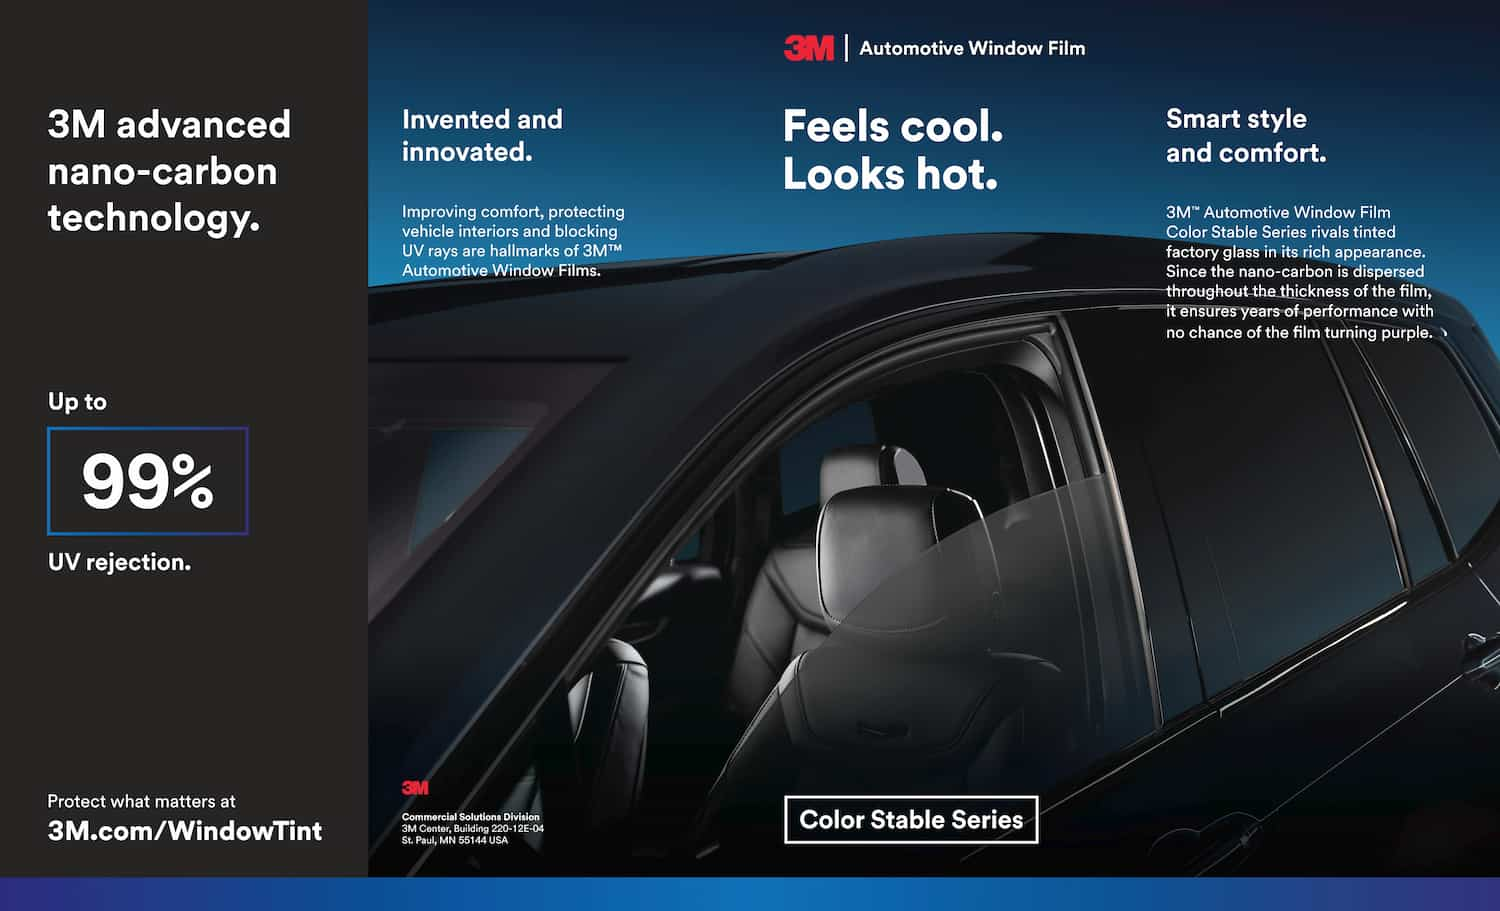 3M advanced
nano-carbon
technology.
Up to
99%
UV rejection.
Protect what matters at
3M.com/WindowTint
Invented and
innovated.
Improving comfort, protecting
vehicle interiors and blocking
UV rays are hallmarks of 3M™
Automotive Window Films.
3M
Commercial Solutions Division
3M Center, Building 220-12E-04
St. Paul, MN 55144 USA
3M | Automotive Window Film
Feels cool.
Looks hot.
Color Stable Series
Smart style
and comfort.
3M™ Automotive Window Film
Color Stable Series rivals tinted
factory glass in its rich appearance.
Since the nano-carbon is dispersed
throughout the thickness of the film,
it ensures years of performance with
no chance of the film turning purple.